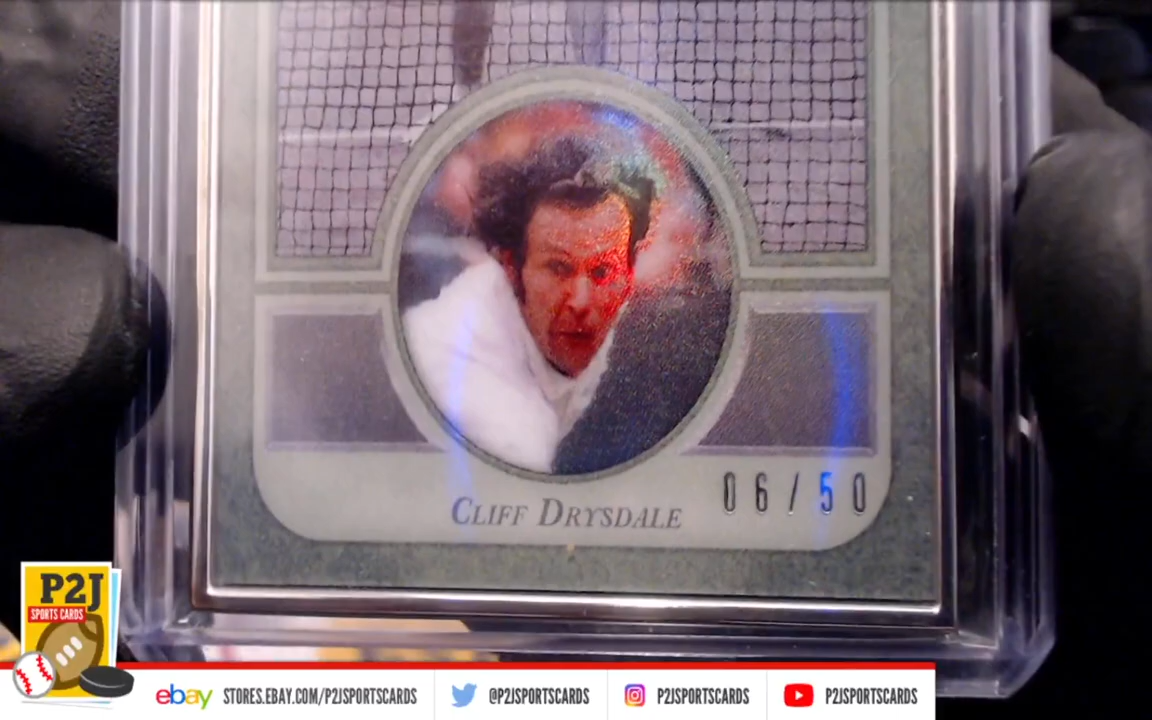 CLIFF DRYSDALE
06/50
P2J
SPORTS CARDS
ebay STORES.EBAY.COM/P2JSPORTSCARDS
@P2JSPORTSCARDS
P2JSPORTSCARDS
P2JSPORTSCARDS